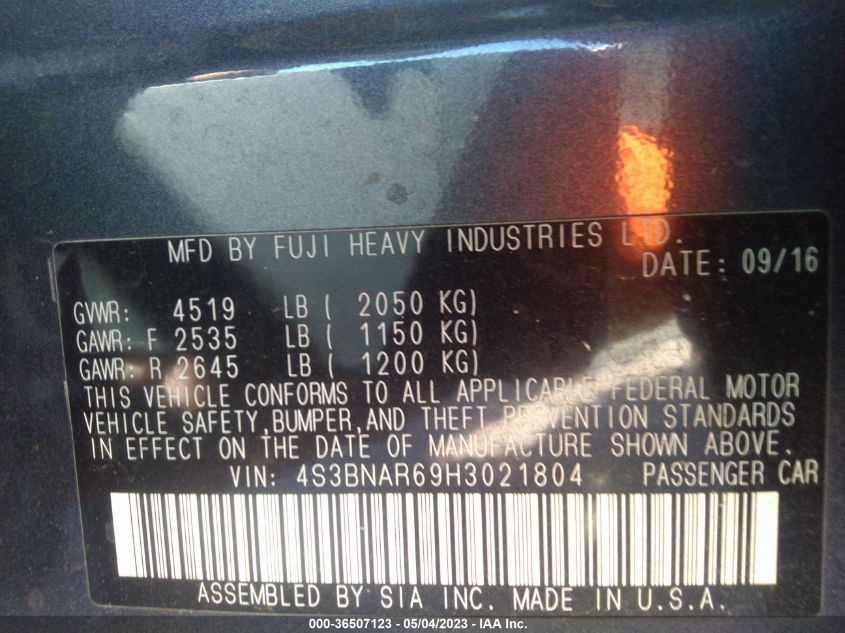 MFD BY FUJI HEAVY INDUSTRIES LTD.
DATE: 09/16
GVWR: 4519 LB ( 2050 KG)
GAWR: F 2535 LB ( 1150 KG)
GAWR: R 2645 LB ( 1200 KG)
THIS VEHICLE CONFORMS TO ALL APPLICABLE FEDERAL MOTOR
VEHICLE SAFETY,BUMPER,AND THEFT PREVENTION STANDARDS
IN EFFECT ON THE DATE OF MANUFACTURE SHOWN ABOVE.
VIN: 4S3BNAR69H3021804 PASSENGER CAR
ASSEMBLED BY SIA INC. MADE IN U.S.A.
000-36507123 - 05/04/2023 - IAA Inc.